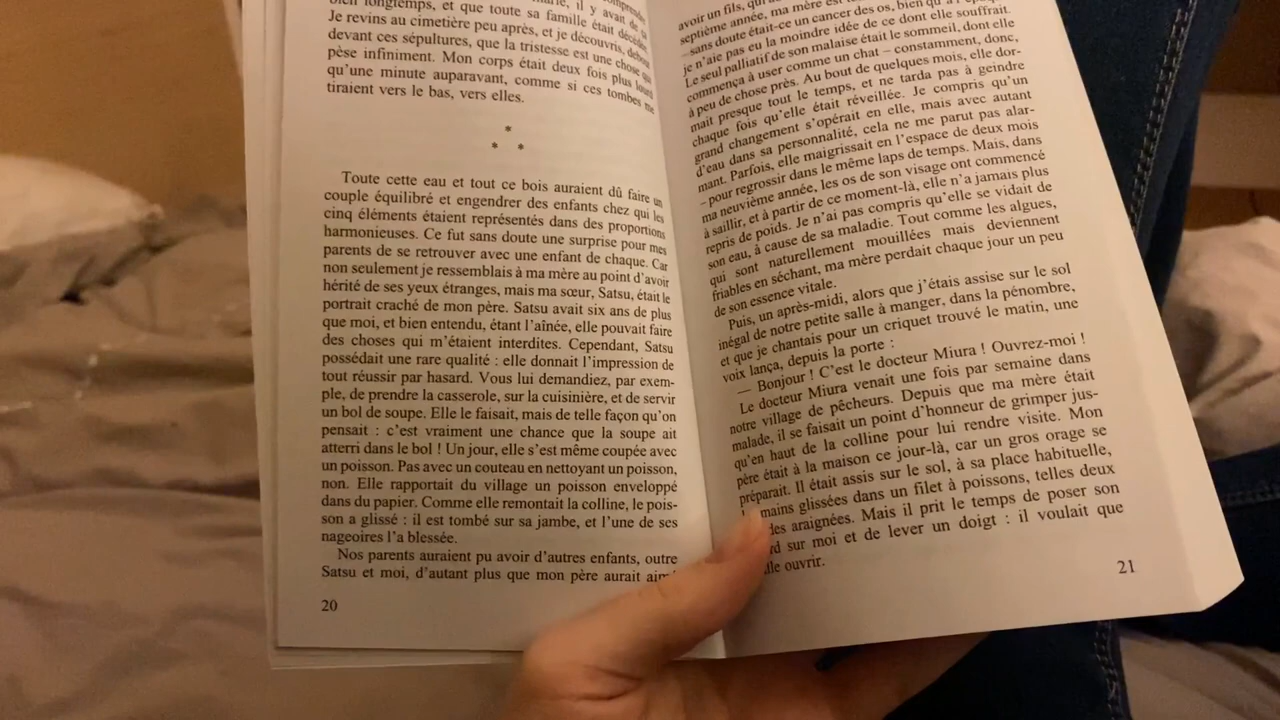 bien longtemps, et que toute sa famille était décédée.
Je revins au cimetière peu après, et je découvris, debout
devant ces sépultures, que la tristesse est une chose qui
pèse infiniment. Mon corps était deux fois plus lourd
qu'une minute auparavant, comme si ces tombes me
tiraient vers le bas, vers elles.
*
* *
Toute cette eau et tout ce bois auraient dû faire un
couple équilibré et engendrer des enfants chez qui les
cinq éléments étaient représentés dans des proportions
harmonieuses. Ce fut sans doute une surprise pour mes
parents de se retrouver avec une enfant de chaque. Car
non seulement je ressemblais à ma mère au point d'avoir
hérité de ses yeux étranges, mais ma sœur, Satsu, était le
portrait craché de mon père. Satsu avait six ans de plus
que moi, et bien entendu, étant l'aînée, elle pouvait faire
des choses qui m'étaient interdites. Cependant, Satsu
possédait une rare qualité : elle donnait l'impression de
tout réussir par hasard. Vous lui demandiez, par exem-
ple, de prendre la casserole, sur la cuisinière, et de servir
un bol de soupe. Elle le faisait, mais de telle façon qu'on
pensait : c'est vraiment une chance que la soupe ait
atterri dans le bol ! Un jour, elle s'est même coupée avec
un poisson. Pas avec un couteau en nettoyant un poisson,
non. Elle rapportait du village un poisson enveloppé
dans du papier. Comme elle remontait la colline, le pois-
son a glissé : il est tombé sur sa jambe, et l'une de ses
nageoires l'a blessée.
Nos parents auraient pu avoir d'autres enfants, outre
Satsu et moi, d'autant plus que mon père aurait aimé
20
avoir un fils, qui
septième année, ma mère est
– sans doute était-ce un cancer des os, bien qu'à l'époque
je n'aie pas eu la moindre idée de ce dont elle souffrait.
Le seul palliatif de son malaise était le sommeil, dont elle
commença à user comme un chat – constamment, donc,
à peu de chose près. Au bout de quelques mois, elle dor-
mait presque tout le temps, et ne tarda pas à geindre
chaque fois qu'elle était réveillée. Je compris qu'un
grand changement s'opérait en elle, mais avec autant
d'eau dans sa personnalité, cela ne me parut pas alar-
mant. Parfois, elle maigrissait en l'espace de deux mois
– pour regrossir dans le même laps de temps. Mais, dans
ma neuvième année, les os de son visage ont commencé
à saillir, et à partir de ce moment-là, elle n'a jamais plus
repris de poids. Je n'ai pas compris qu'elle se vidait de
son eau, à cause de sa maladie. Tout comme les algues,
qui sont naturellement mouillées mais deviennent
friables en séchant, ma mère perdait chaque jour un peu
de son essence vitale.
Puis, un après-midi, alors que j'étais assise sur le sol
inégal de notre petite salle à manger, dans la pénombre,
et que je chantais pour un criquet trouvé le matin, une
voix lança, depuis la porte :
— Bonjour ! C'est le docteur Miura ! Ouvrez-moi !
Le docteur Miura venait une fois par semaine dans
notre village de pêcheurs. Depuis que ma mère était
malade, il se faisait un point d'honneur de grimper jus-
qu'en haut de la colline pour lui rendre visite. Mon
père était à la maison ce jour-là, car un gros orage se
préparait. Il était assis sur le sol, à sa place habituelle,
mains glissées dans un filet à poissons, telles deux
des araignées. Mais il prit le temps de poser son
sur moi et de lever un doigt : il voulait que
ouvrir.
21